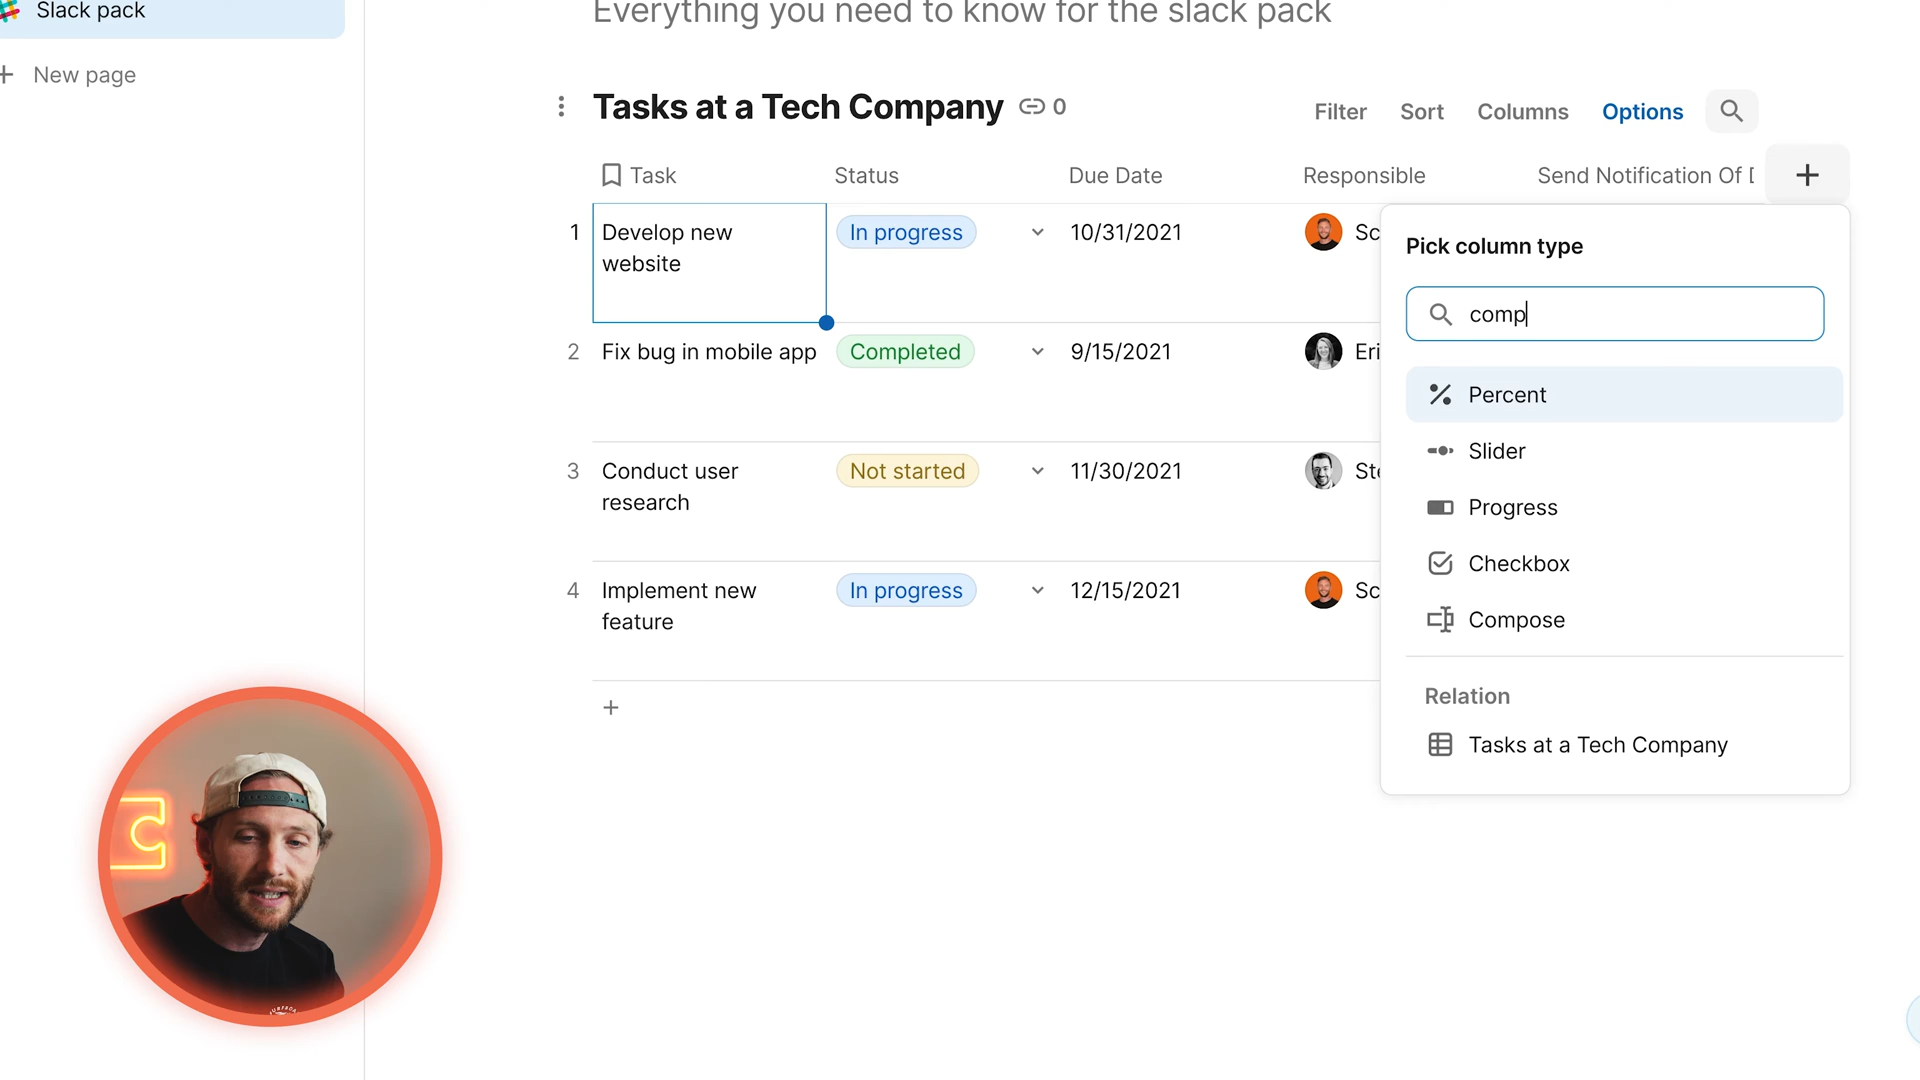 Slack pack
New page
Everything you need to know for the slack pack
Tasks at a Tech Company 0
Filter Sort Columns Options
Task Status Due Date Responsible Send Notification Of
1 Develop new website In progress 10/31/2021 Sc
2 Fix bug in mobile app Completed 9/15/2021 Eri
3 Conduct user research Not started 11/30/2021 Ste
4 Implement new feature In progress 12/15/2021 Sc
Pick column type
comp
Percent
Slider
Progress
Checkbox
Compose
Relation
Tasks at a Tech Company